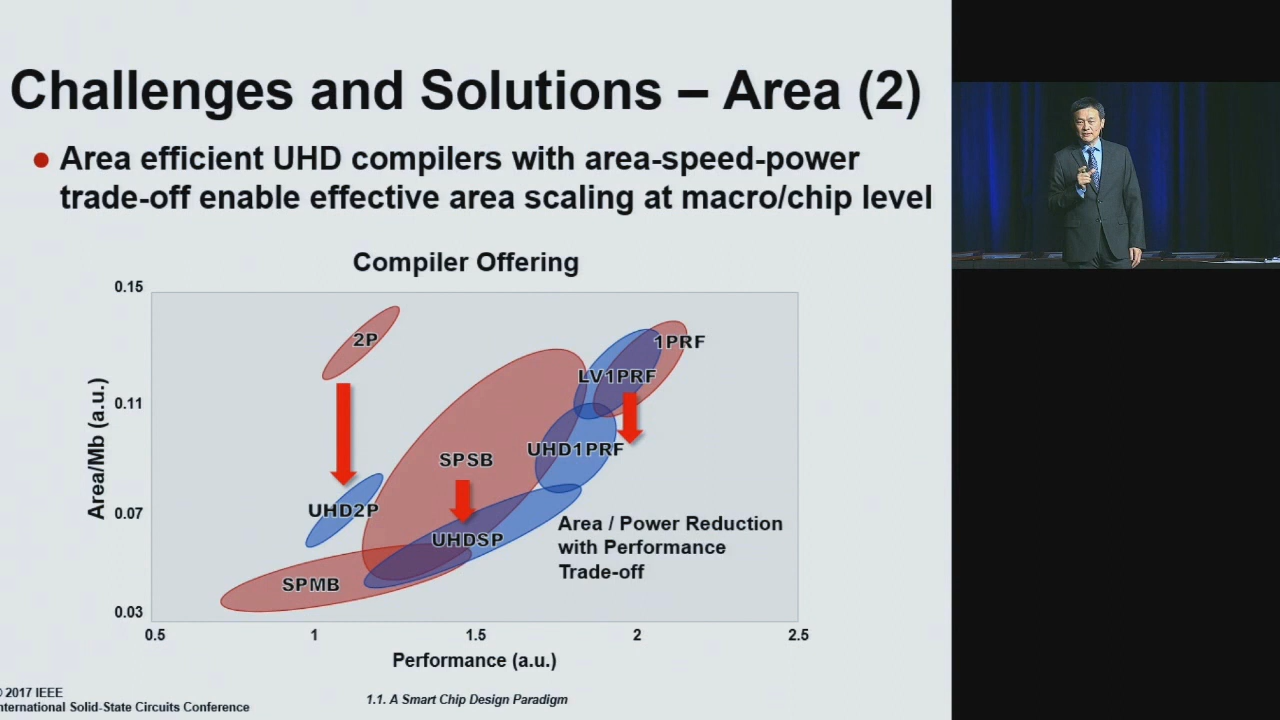 Challenges and Solutions – Area (2)
● Area efficient UHD compilers with area-speed-power
trade-off enable effective area scaling at macro/chip level
Compiler Offering
0.15
0.11
0.07
0.03
Area/Mb (a.u.)
2P
1PRF
LV1PRF
UHD1PRF
SPSB
UHD2P
UHDSP
SPMB
Area / Power Reduction
with Performance
Trade-off
0.5 1 1.5 2 2.5
Performance (a.u.)
© 2017 IEEE
nternational Solid-State Circuits Conference
1.1. A Smart Chip Design Paradigm